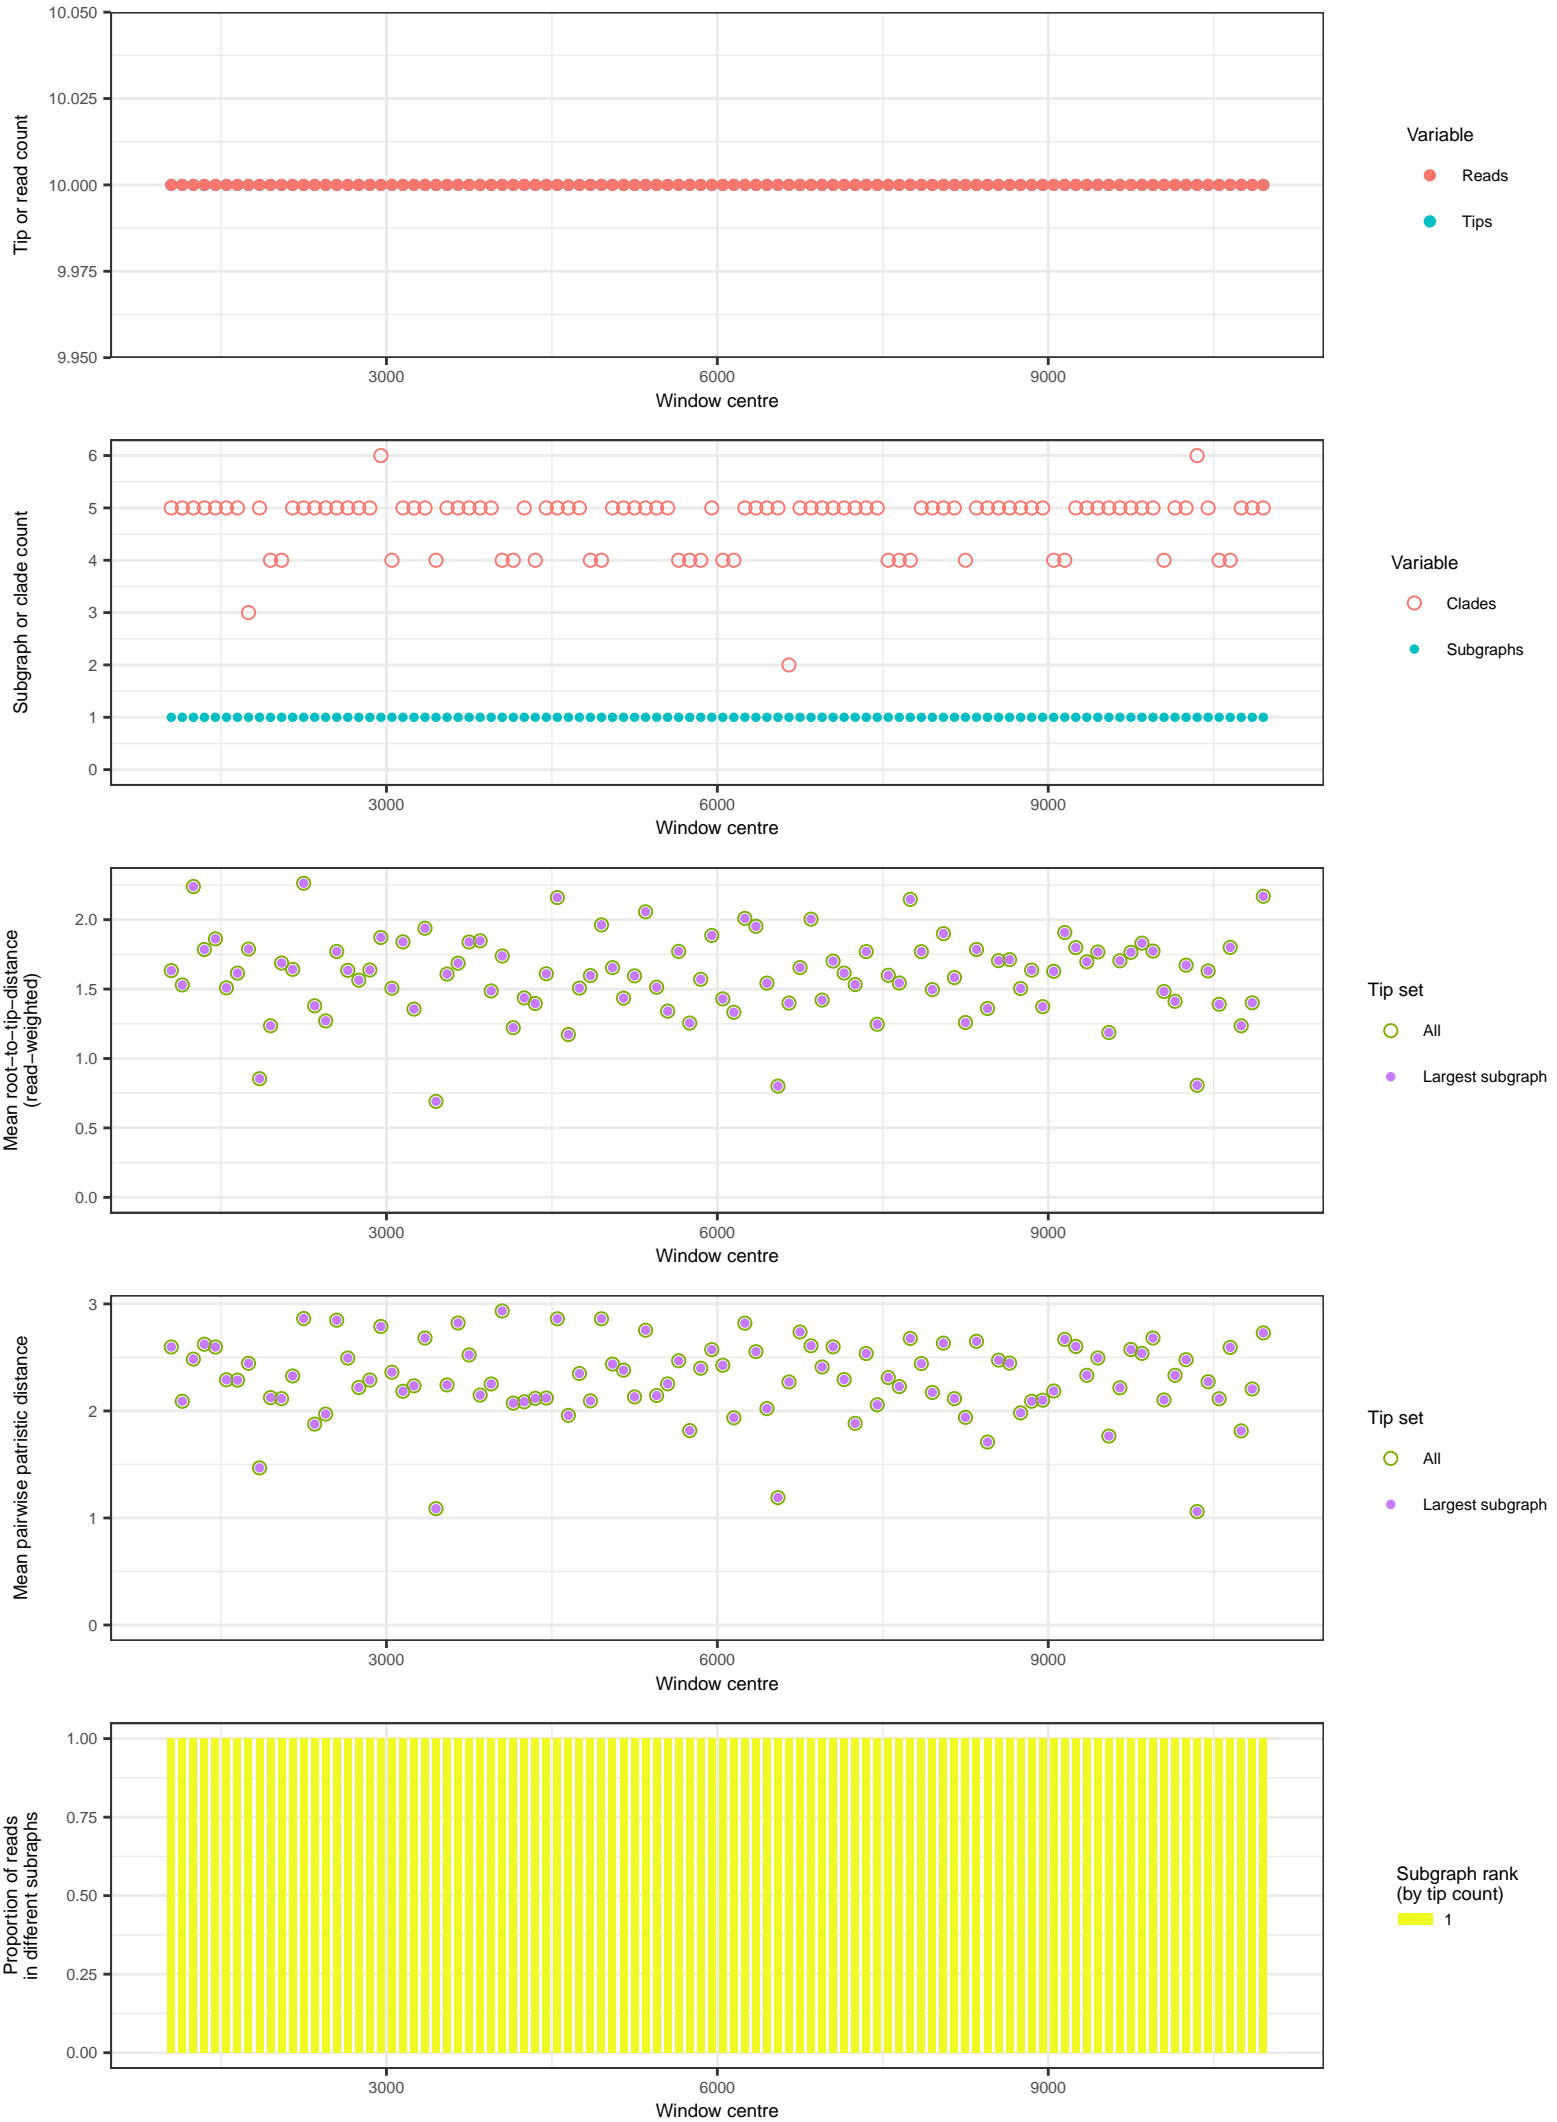 10.050
10.025
10.000
9.975
9.950
Tip or read count
3000
6000
9000
Window centre
Variable
Reads
Tips
6
5
4
3
2
1
0
Subgraph or clade count
3000
6000
9000
Window centre
Variable
Clades
Subgraphs
2.0
1.5
1.0
0.5
0.0
Mean root−to−tip−distance
(read−weighted)
3000
6000
9000
Window centre
Tip set
All
Largest subgraph
3
2
1
0
Mean pairwise patristic distance
3000
6000
9000
Window centre
Tip set
All
Largest subgraph
1.00
0.75
0.50
0.25
0.00
Proportion of reads
in different subraphs
3000
6000
9000
Window centre
Subgraph rank
(by tip count)
1